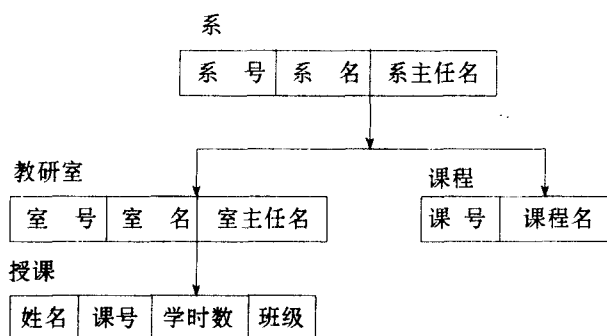 系
系 号 系 名 系主任名
教研室
室 号 室 名 室主任名
课程
课 号 课程名
授课
姓名 课号 学时数 班级